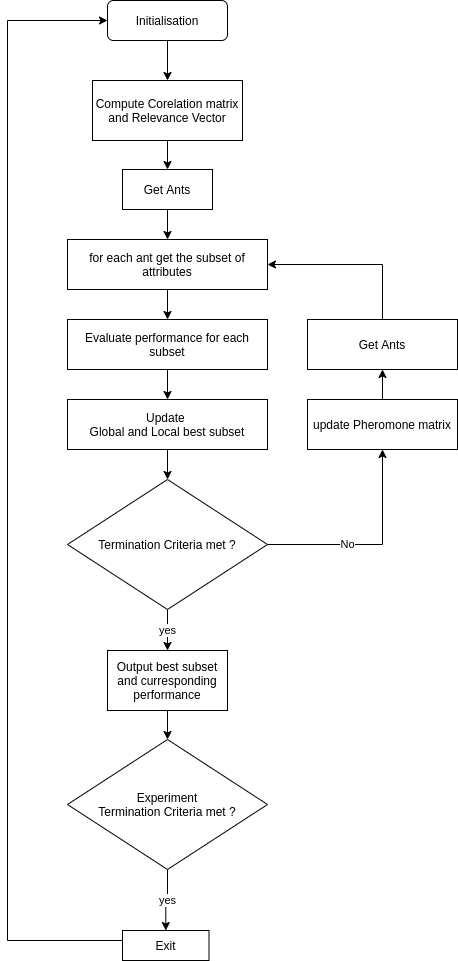 Initialisation
Compute Corelation matrix
and Relevance Vector
Get Ants
for each ant get the subset of
attributes
Evaluate performance for each
subset
Get Ants
Update
Global and Local best subset
update Pheromone matrix
Termination Criteria met ?
No
yes
Output best subset
and curresponding
performance
Experiment
Termination Criteria met ?
yes
Exit